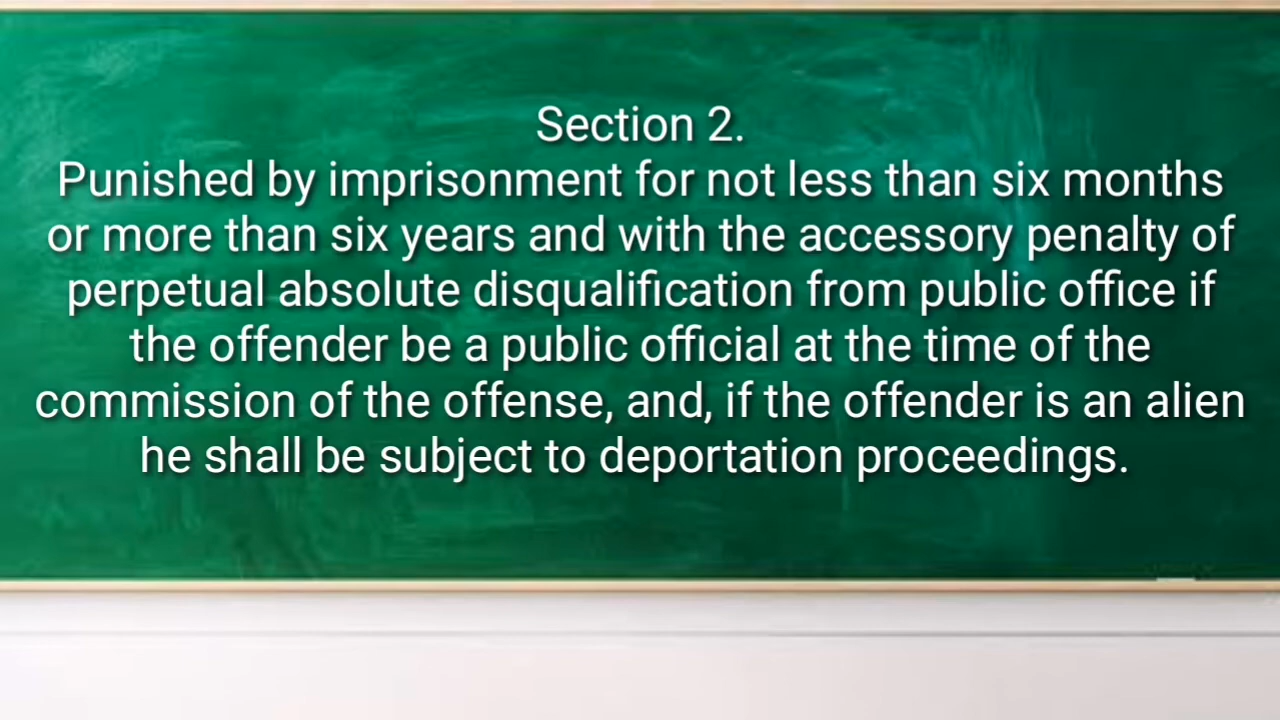 Section 2.
Punished by imprisonment for not less than six months
or more than six years and with the accessory penalty of
perpetual absolute disqualification from public office if
the offender be a public official at the time of the
commission of the offense, and, if the offender is an alien
he shall be subject to deportation proceedings.